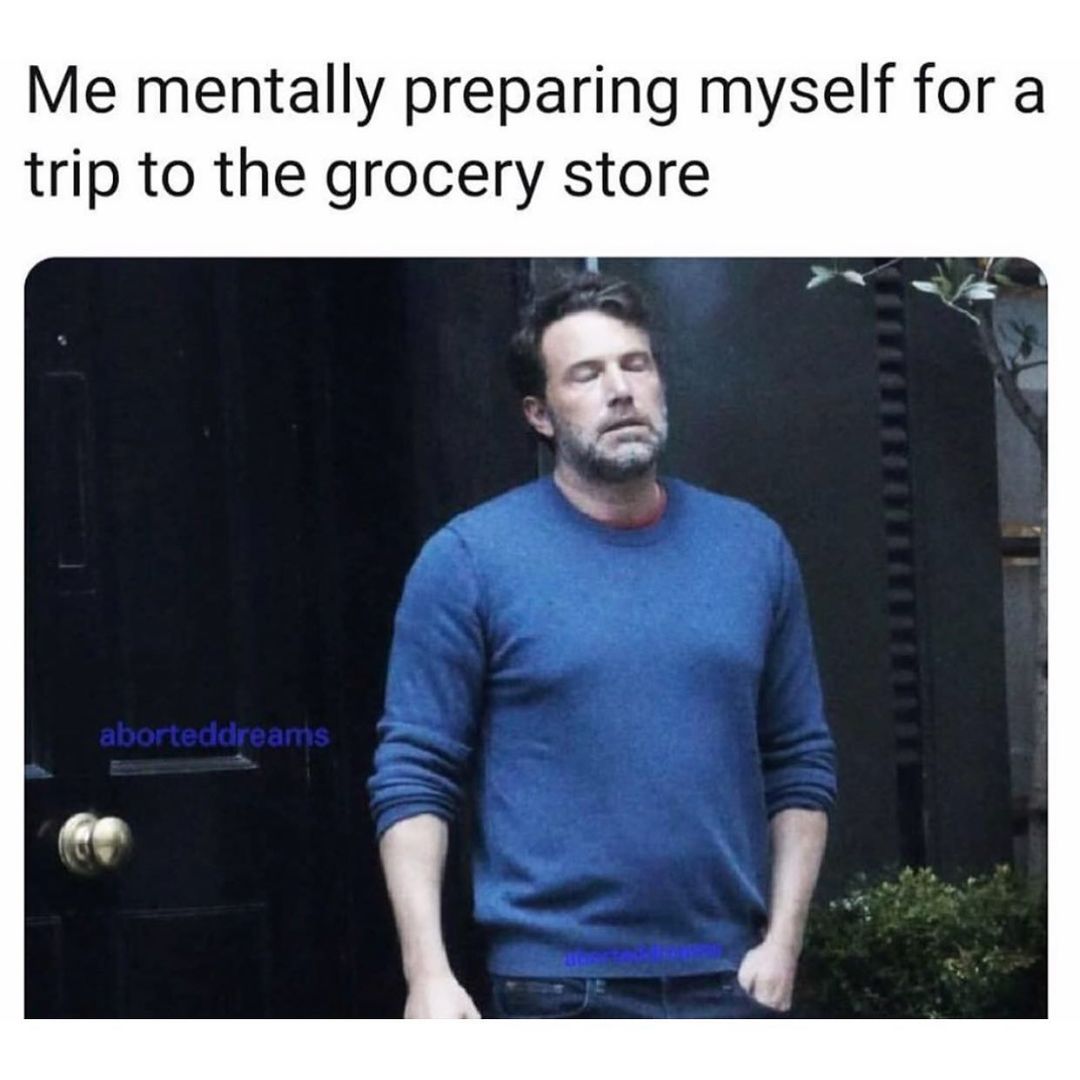 Me mentally preparing myself for a
trip to the grocery store
aborteddreams